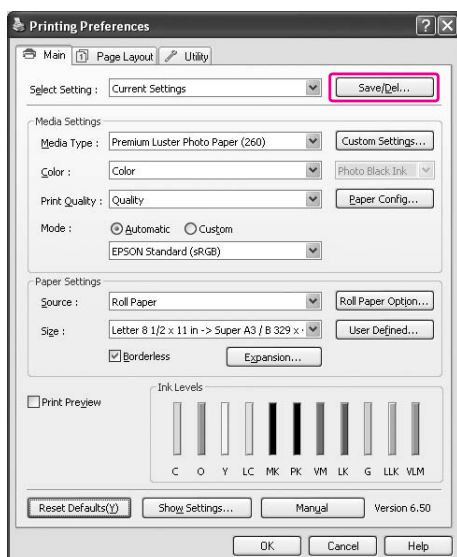 Printing Preferences
Main Page Layout Utility
Select Setting : Current Settings Save/Del...
Media Settings
Media Type : Premium Luster Photo Paper (260) Custom Settings...
Color : Color Photo Black Ink
Print Quality : Quality Paper Config...
Mode : Automatic Custom
EPSON Standard (sRGB)
Paper Settings
Source : Roll Paper Roll Paper Option...
Size : Letter 8 1/2 x 11 in -> Super A3 / B 329 x User Defined...
Borderless Expansion...
Print Preview
Ink Levels
C O Y LC MK PK VM LK G LLK VLM
Reset Defaults(Y) Show Settings... Manual Version 6.50
OK Cancel Help